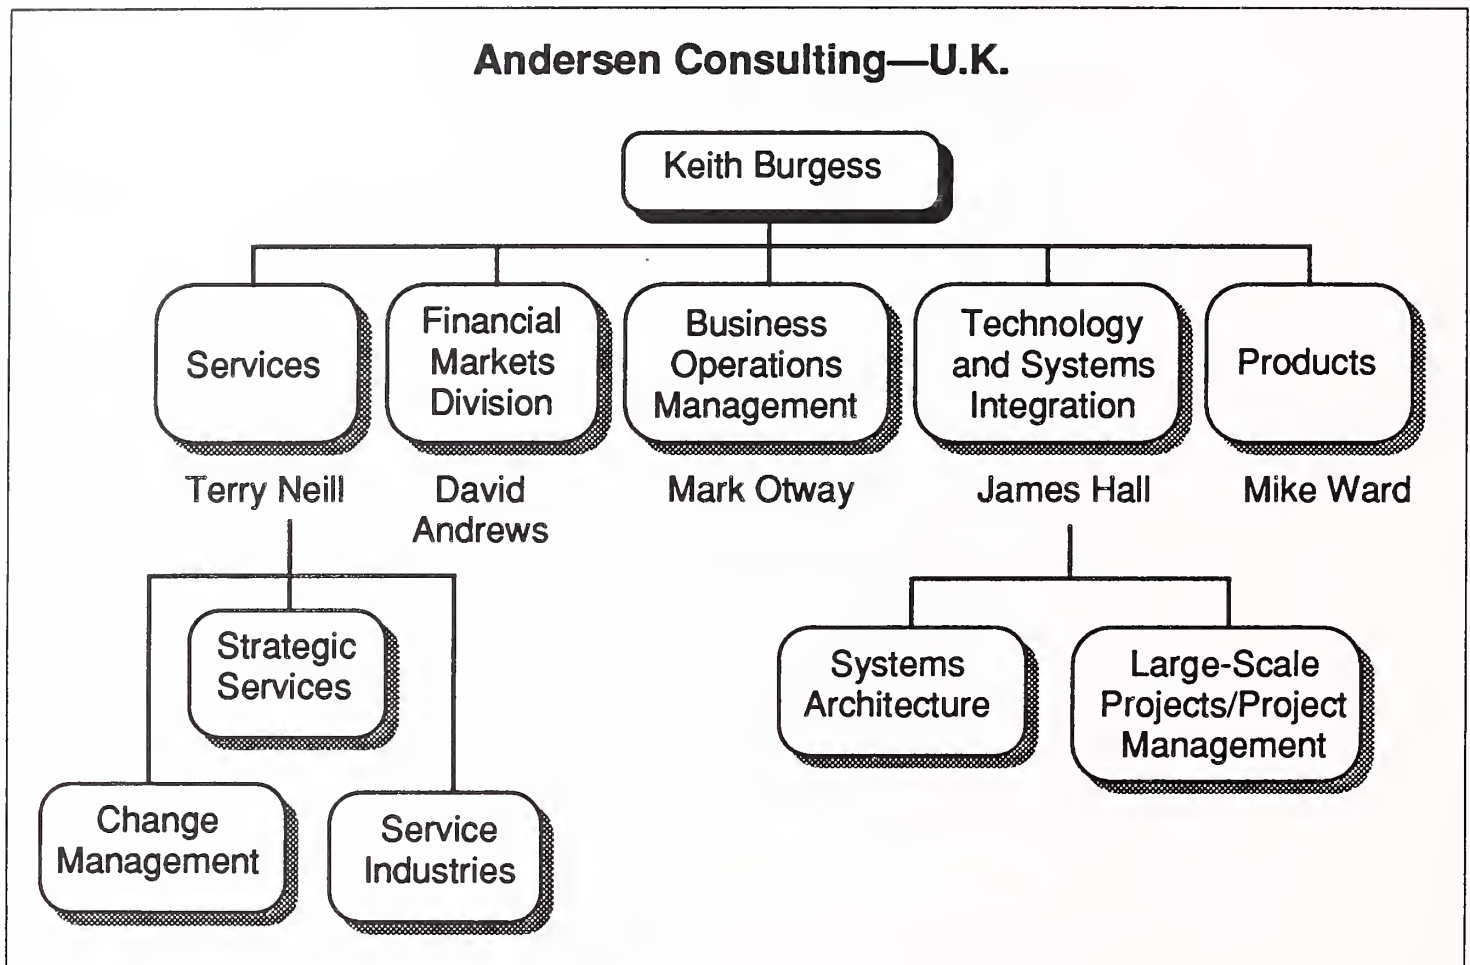 Andersen Consulting—U.K.
Keith Burgess
Services
Financial
Markets
Division
Business
Operations
Management
Technology
and Systems
Integration
Products
Terry Neill
David
Andrews
Mark Otway
James Hall
Mike Ward
Strategic
Services
Change
Management
Service
Industries
Systems
Architecture
Large-Scale
Projects/Project
Management